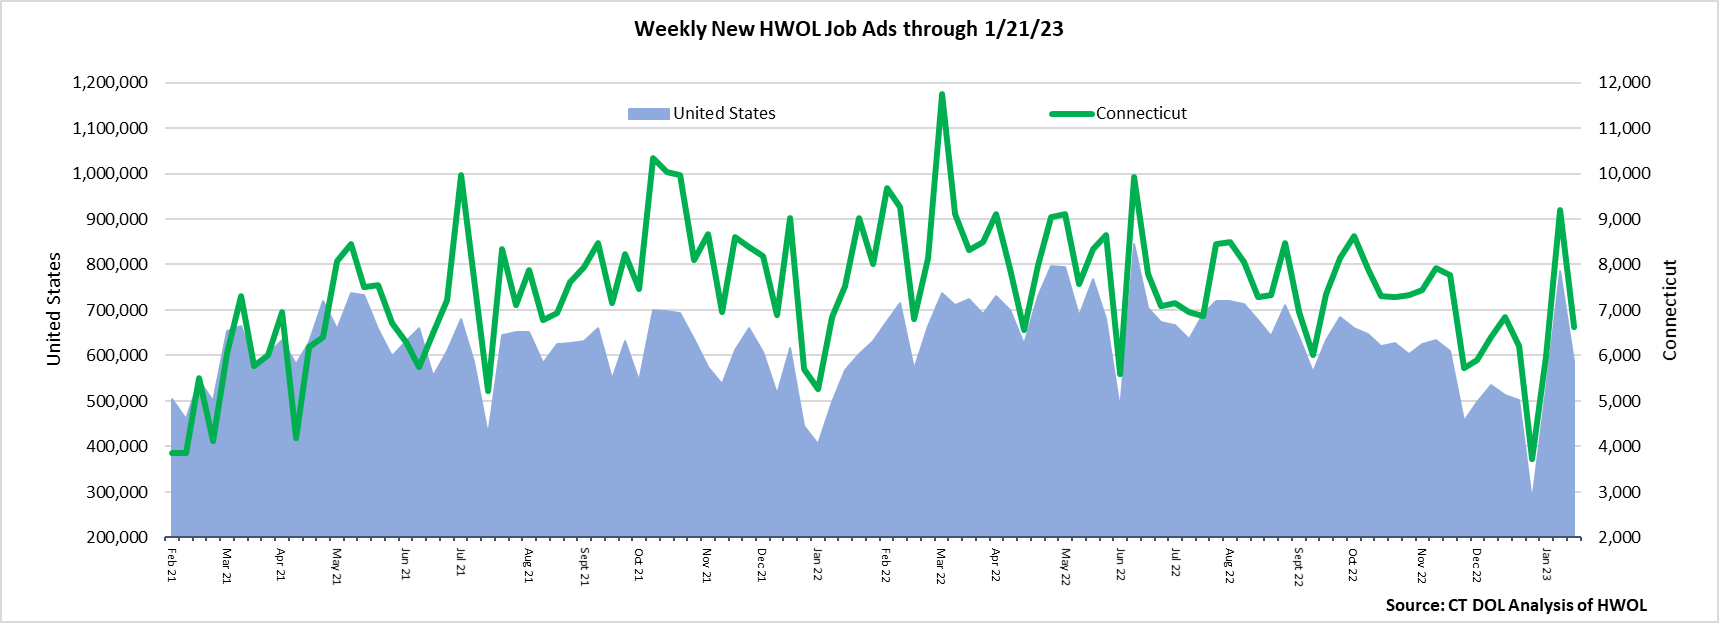 Weekly New HWOL Job Ads through 1/21/23
United States
Connecticut
1,200,000
1,100,000
1,000,000
900,000
800,000
700,000
600,000
500,000
400,000
300,000
200,000
United States
12,000
11,000
10,000
9,000
8,000
7,000
6,000
5,000
4,000
3,000
2,000
Connecticut
Feb 21
Mar 21
Apr 21
May 21
Jun 21
Jul 21
Aug 21
Sept 21
Oct 21
Nov 21
Dec 21
Jan 22
Feb 22
Mar 22
Apr 22
May 22
Jun 22
Jul 22
Aug 22
Sept 22
Oct 22
Nov 22
Dec 22
Jan 23
Source: CT DOL Analysis of HWOL